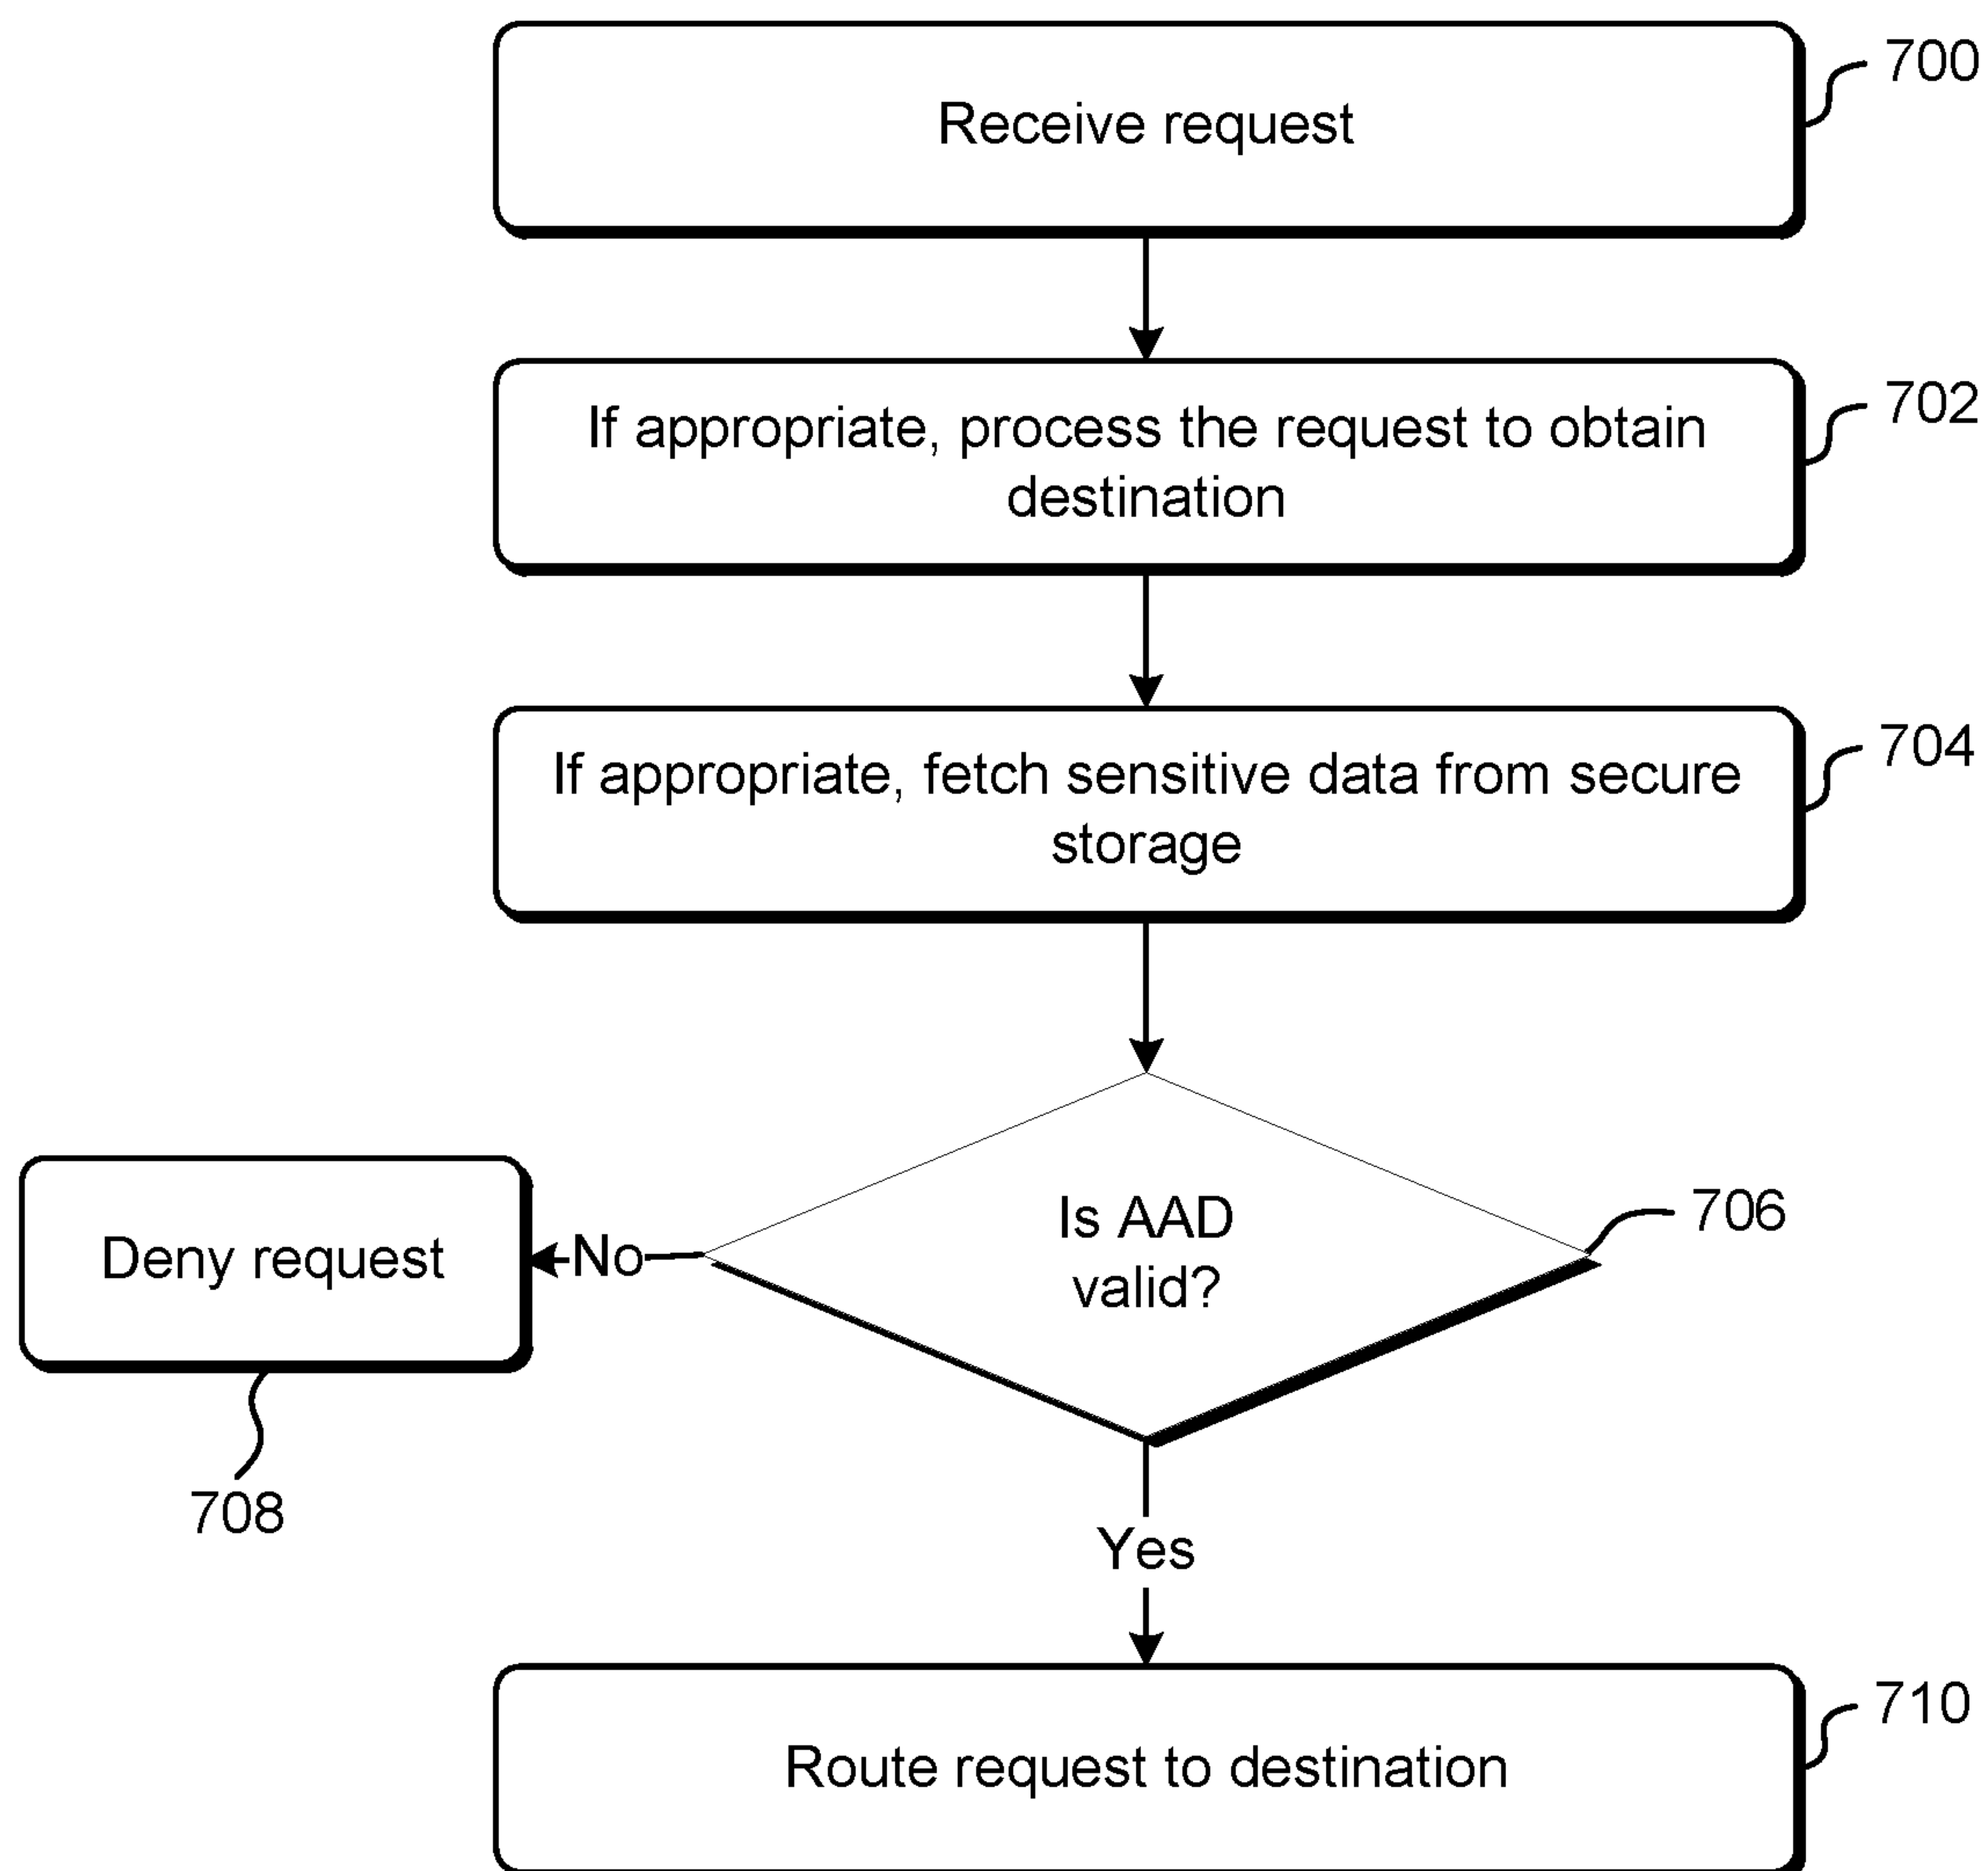 Receive request
700
If appropriate, process the request to obtain
destination
702
If appropriate, fetch sensitive data from secure
storage
704
Is AAD
valid?
706
No
Deny request
708
Yes
Route request to destination
710